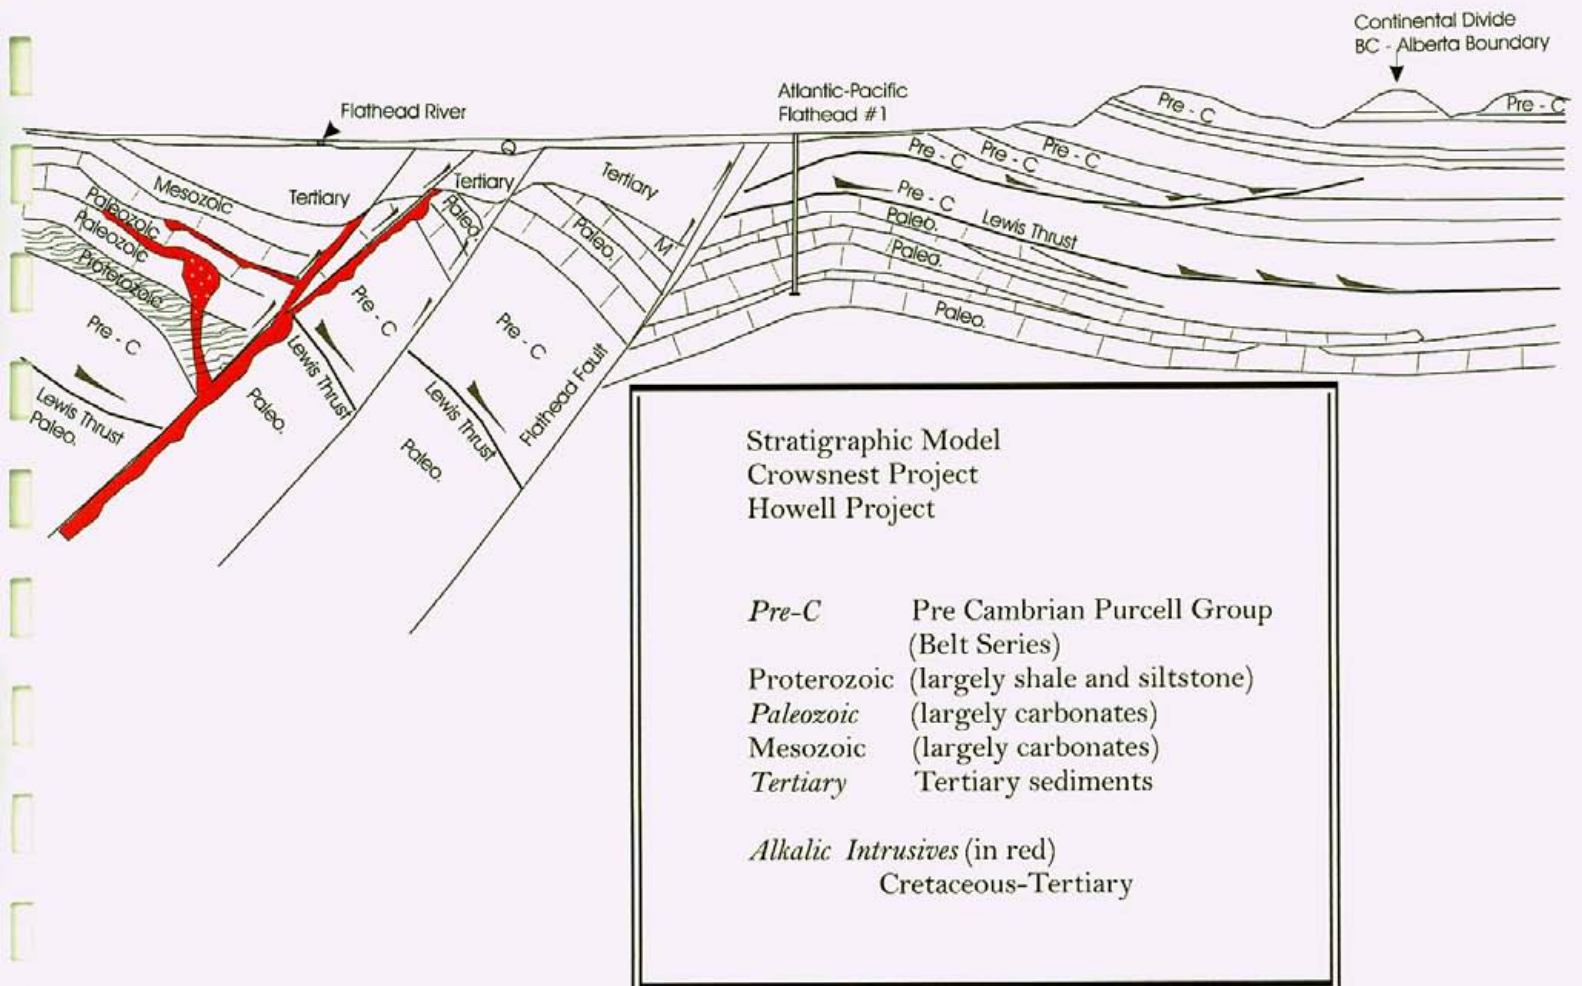 Continental Divide
BC - Alberta Boundary
Atlantic-Pacific
Flathead #1
Flathead River
Pre - C
Pre - C
Q
Pre - C
Pre - C
Pre - C
Mesozoic
Tertiary
Tertiary
Tertiary
Paleozoic
Paleozoic
Proterozoic
Paleo.
Paleo.
M
Pre - C
Lewis Thrust
Paleo.
Paleo.
Paleo.
Pre - C
Pre - C
Pre - C
Lewis Thrust
Paleo.
Lewis Thrust
Paleo.
Lewis Thrust
Paleo.
Flathead Fault
Stratigraphic Model
Crowsnest Project
Howell Project
Pre-C Pre Cambrian Purcell Group
(Belt Series)
Proterozoic (largely shale and siltstone)
Paleozoic (largely carbonates)
Mesozoic (largely carbonates)
Tertiary Tertiary sediments
Alkalic Intrusives (in red)
Cretaceous-Tertiary